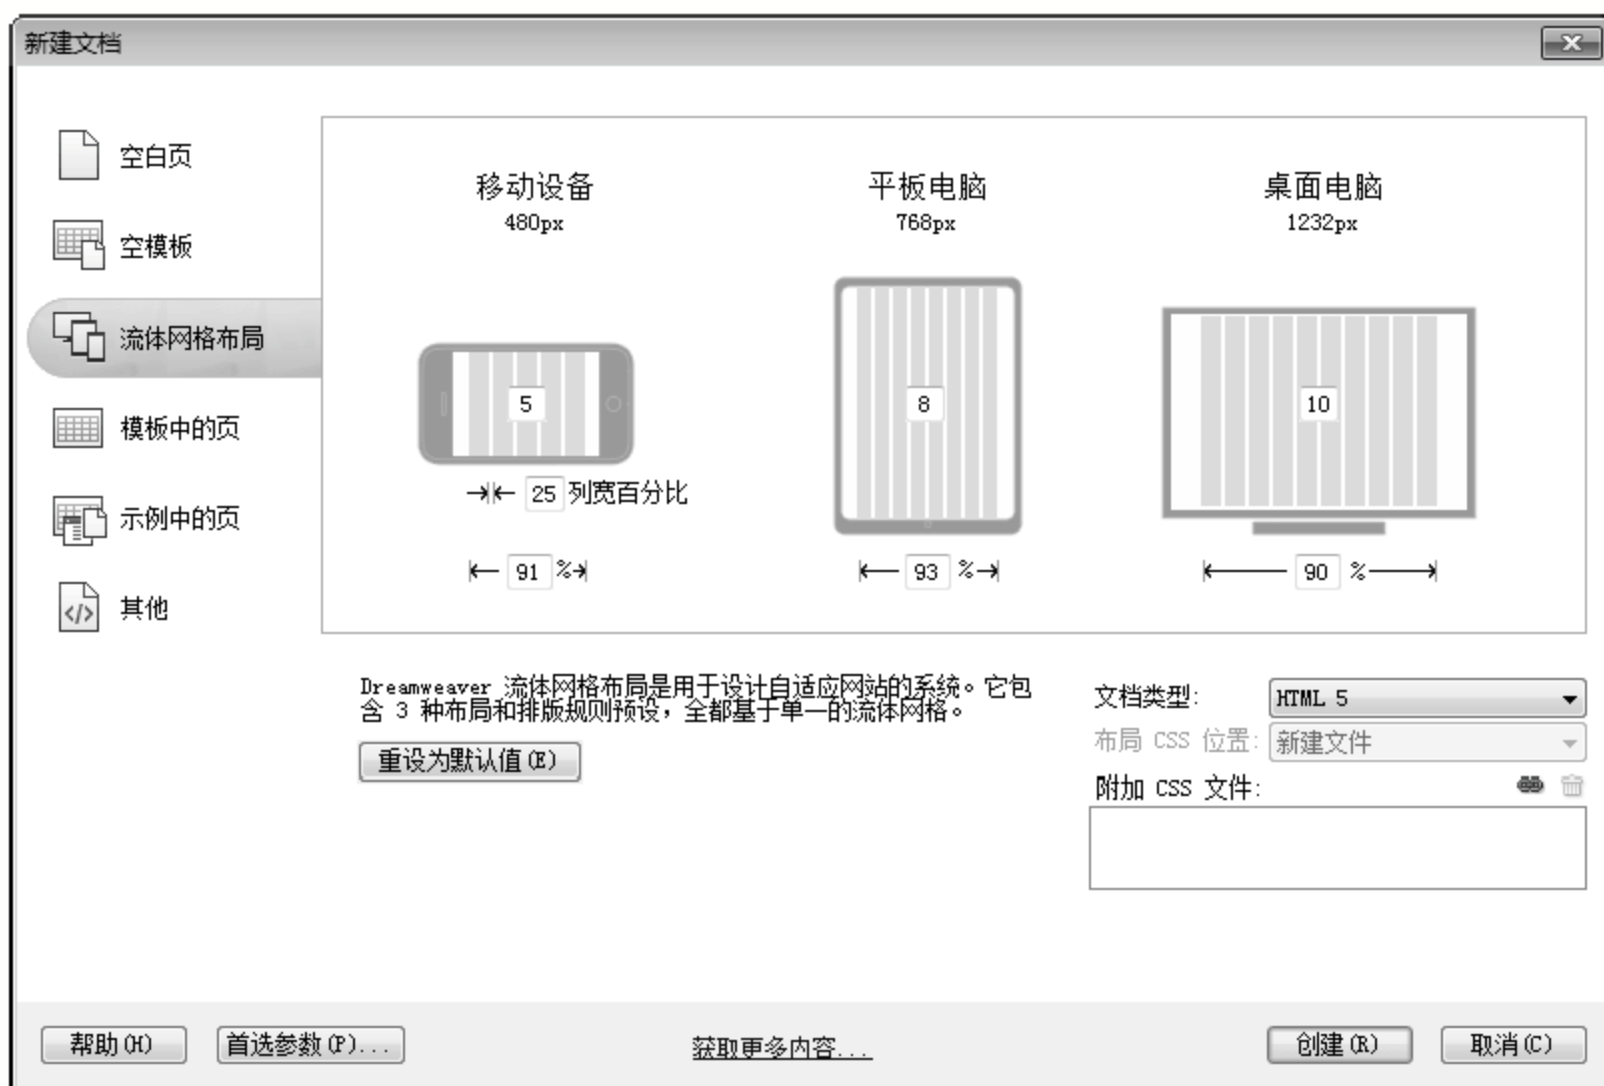 新建文档
空白页
空模板
流体网格布局
模板中的页
示例中的页
其他
移动设备
480px
平板电脑
768px
桌面电脑
1232px
5
8
10
25 列宽百分比
91 %
93 %
90 %
Dreamweaver 流体网格布局是用于设计自适应网站的系统。它包
含 3 种布局和排版规则预设，全都基于单一的流体网格。
重设为默认值(E)
文档类型: HTML 5
布局 CSS 位置: 新建文件
附加 CSS 文件:
帮助(H)
首选参数(P)...
获取更多内容...
创建(R)
取消(C)